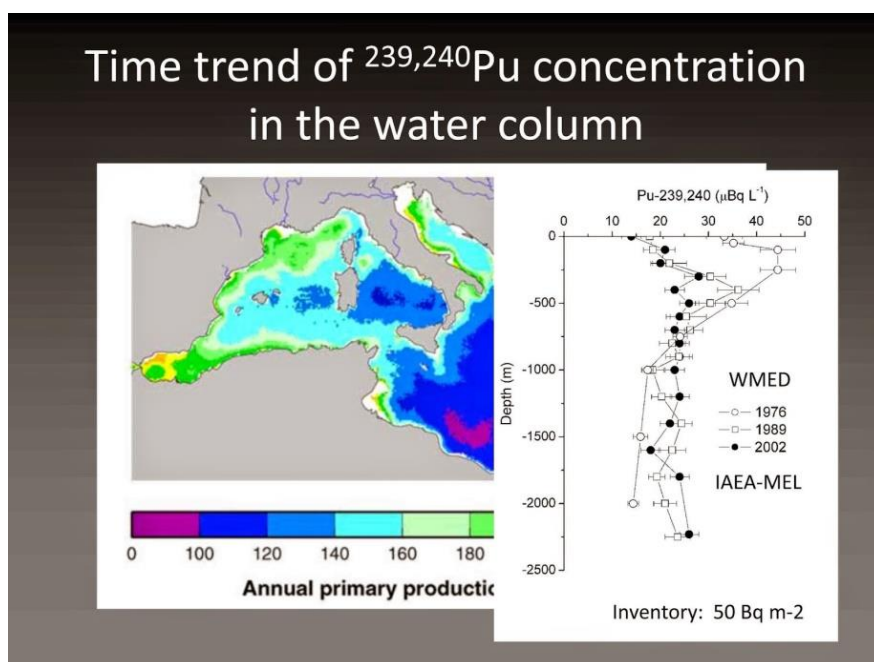 Time trend of ²³⁹,²⁴⁰Pu concentration
in the water column
Pu-239,240 (μBq L⁻¹)
0 10 20 30 40 50
0
-500
-1000
-1500
-2000
-2500
Depth (m)
WMED
1976
1989
2002
IAEA-MEL
Inventory: 50 Bq m-2
0 100 120 140 160 180
Annual primary productio